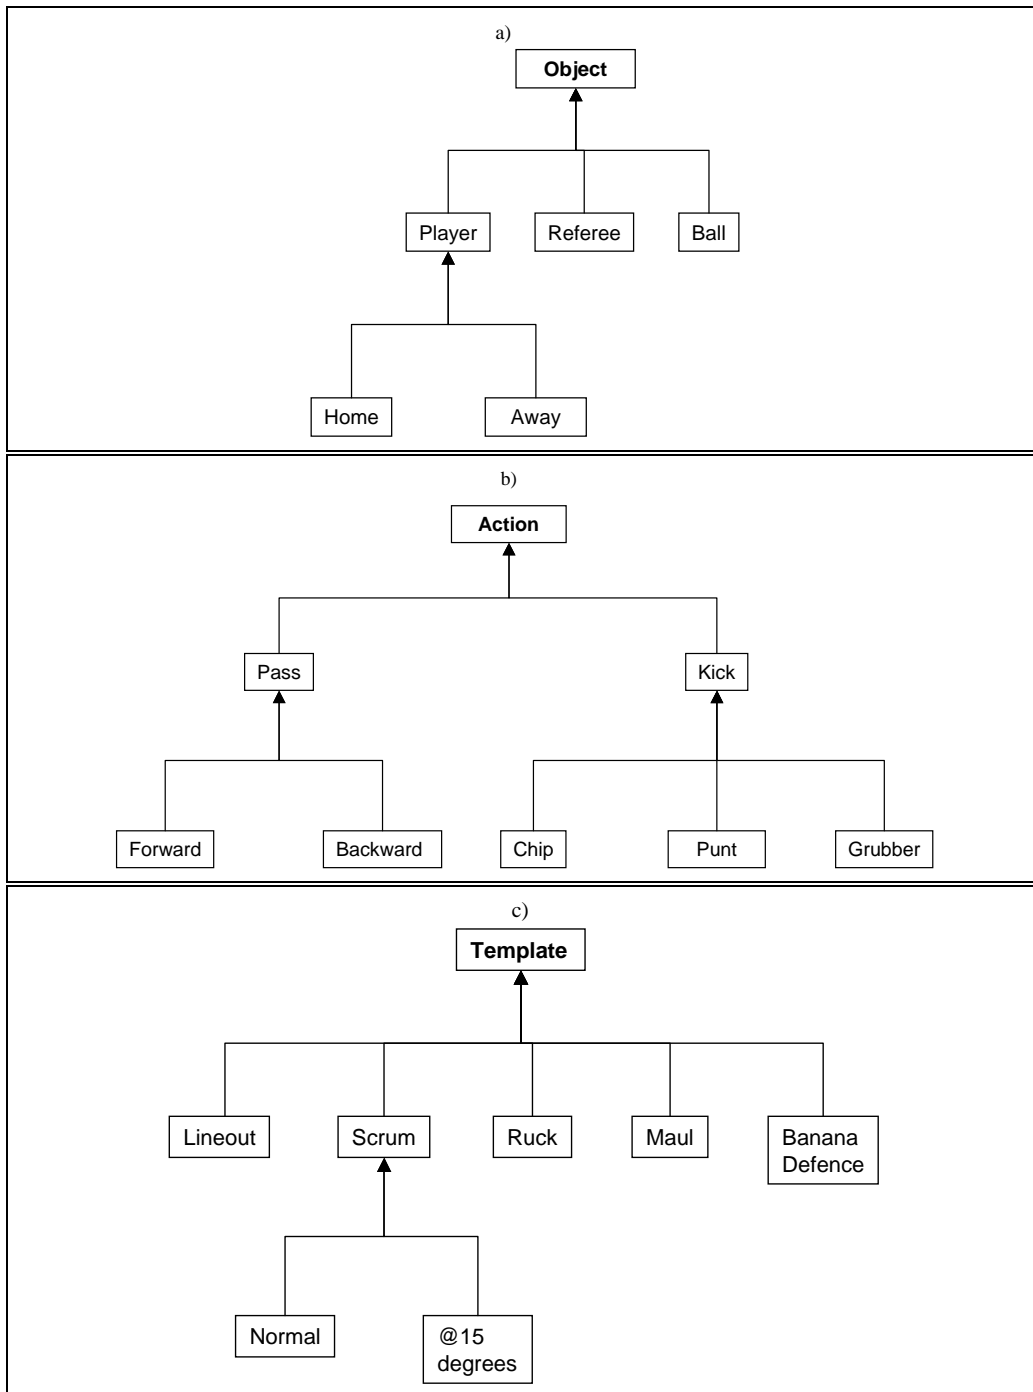 a)
Object
Player
Referee
Ball
Home
Away
b)
Action
Pass
Kick
Forward
Backward
Chip
Punt
Grubber
c)
Template
Lineout
Scrum
Ruck
Maul
Banana
Defence
Normal
@15
degrees